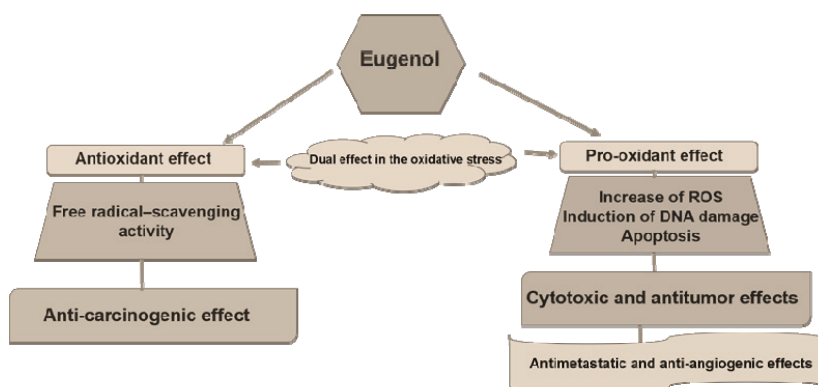 Eugenol
Antioxidant effect
Dual effect in the oxidative stress
Pro-oxidant effect
Free radical–scavenging
activity
Increase of ROS
Induction of DNA damage
Apoptosis
Anti-carcinogenic effect
Cytotoxic and antitumor effects
Antimetastatic and anti-angiogenic effects